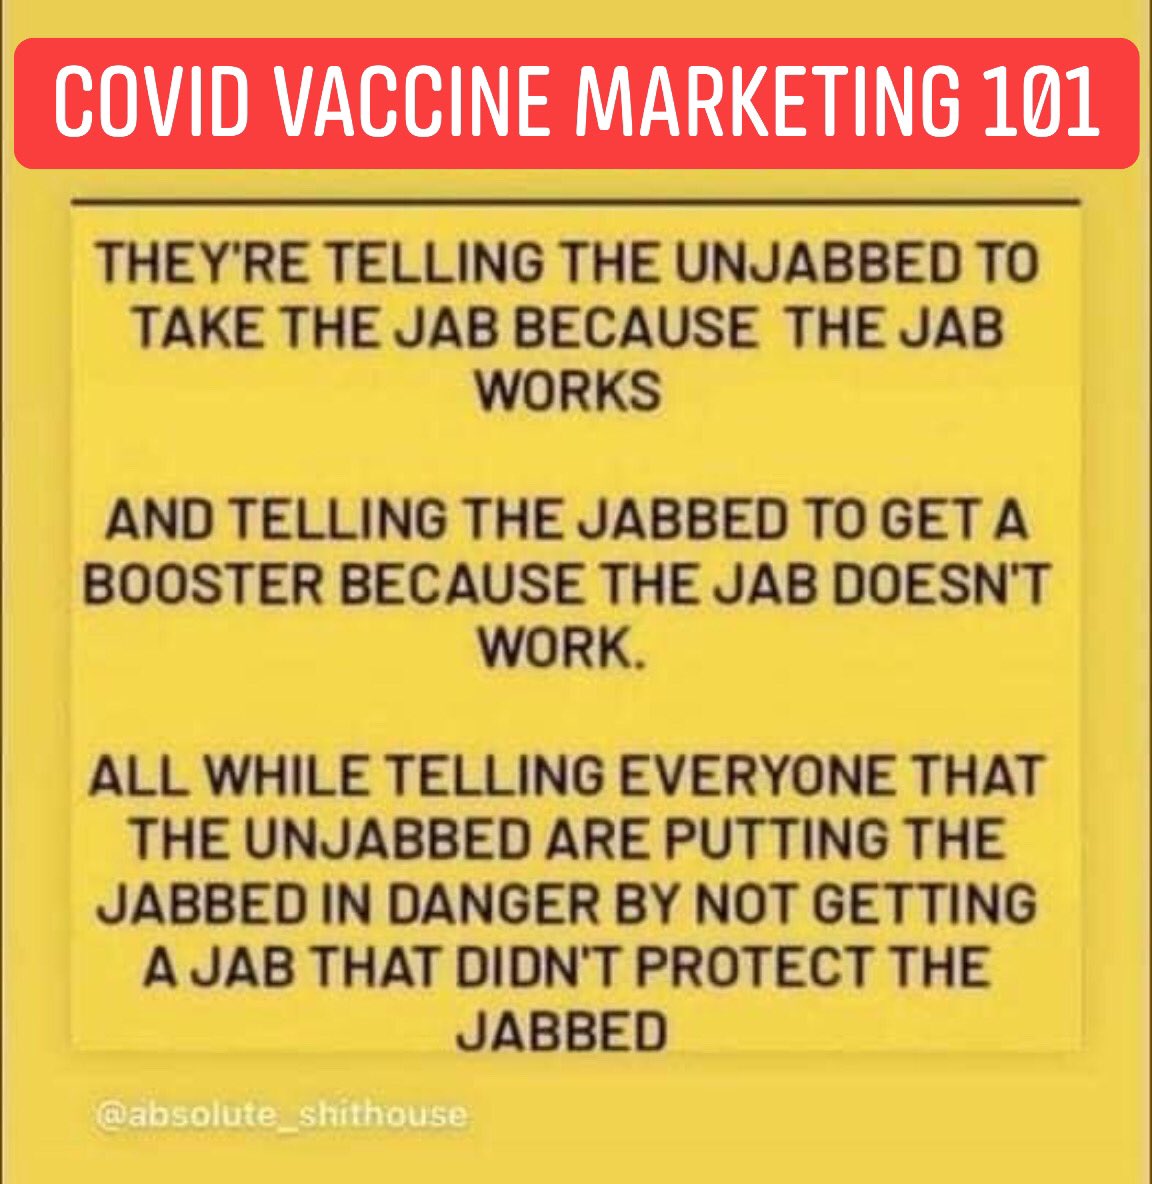 COVID VACCINE MARKETING 101
THEY'RE TELLING THE UNJABBED TO
TAKE THE JAB BECAUSE THE JAB
WORKS
AND TELLING THE JABBED TO GET A
BOOSTER BECAUSE THE JAB DOESN'T
WORK.
ALL WHILE TELLING EVERYONE THAT
THE UNJABBED ARE PUTTING THE
JABBED IN DANGER BY NOT GETTING
A JAB THAT DIDN'T PROTECT THE
JABBED
@absolute_shithouse